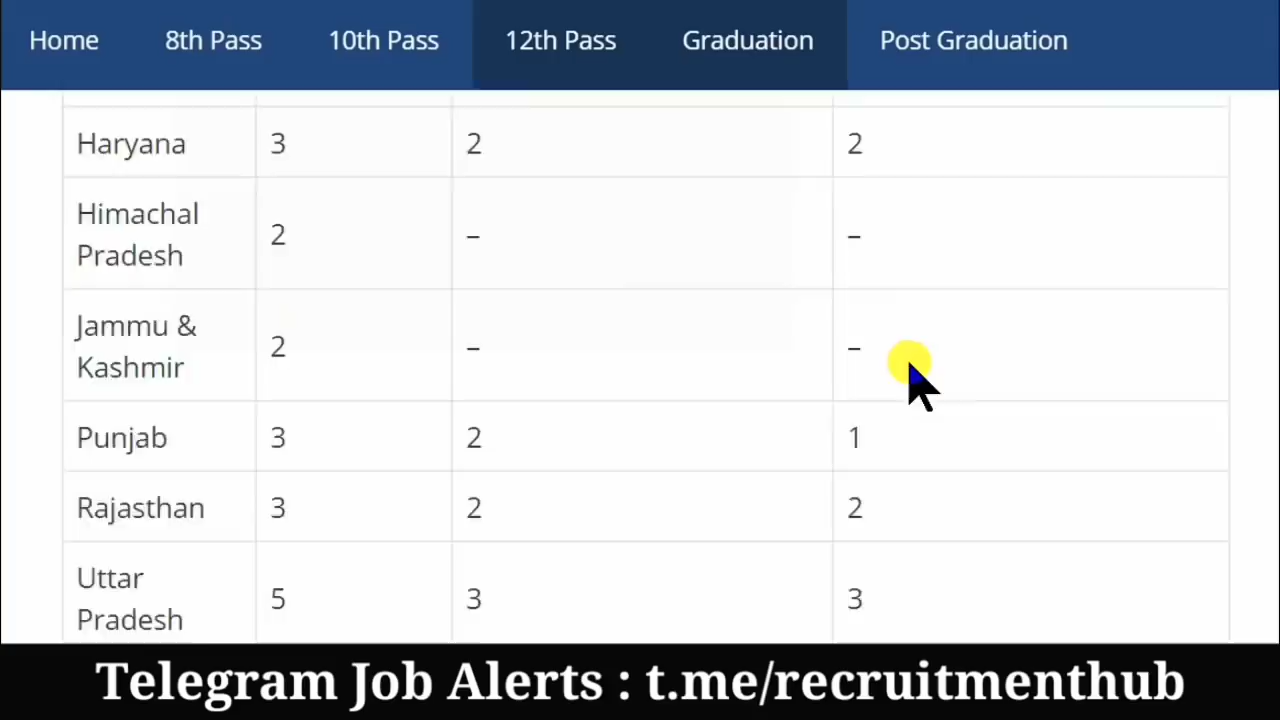 Home 8th Pass 10th Pass 12th Pass Graduation Post Graduation
Haryana 3 2 2
Himachal
Pradesh 2 – –
Jammu &
Kashmir 2 – –
Punjab 3 2 1
Rajasthan 3 2 2
Uttar
Pradesh 5 3 3
Telegram Job Alerts : t.me/recruitmenthub